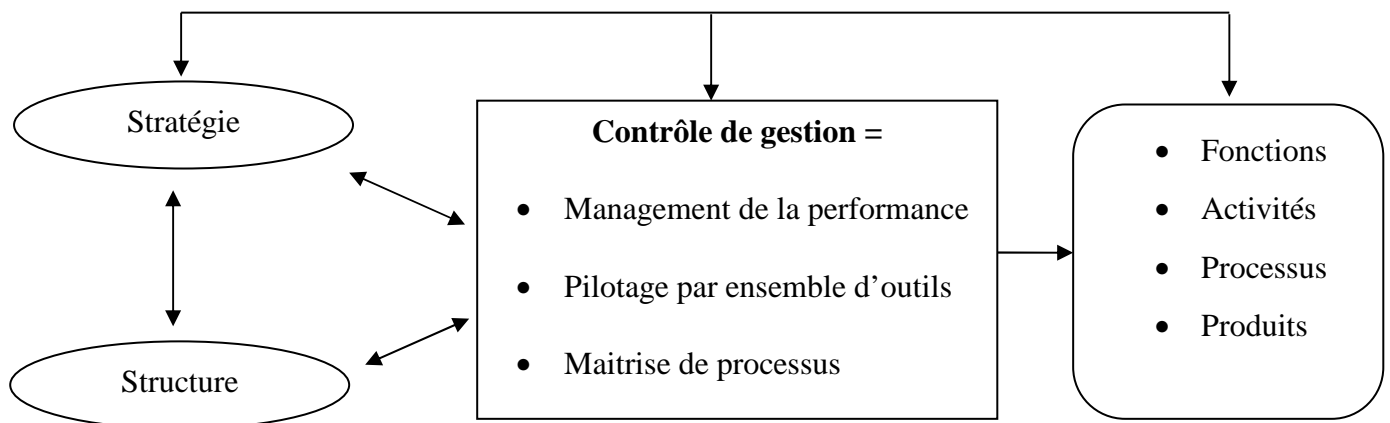 Stratégie
Structure
Contrôle de gestion =
• Management de la performance
• Pilotage par ensemble d’outils
• Maitrise de processus
• Fonctions
• Activités
• Processus
• Produits